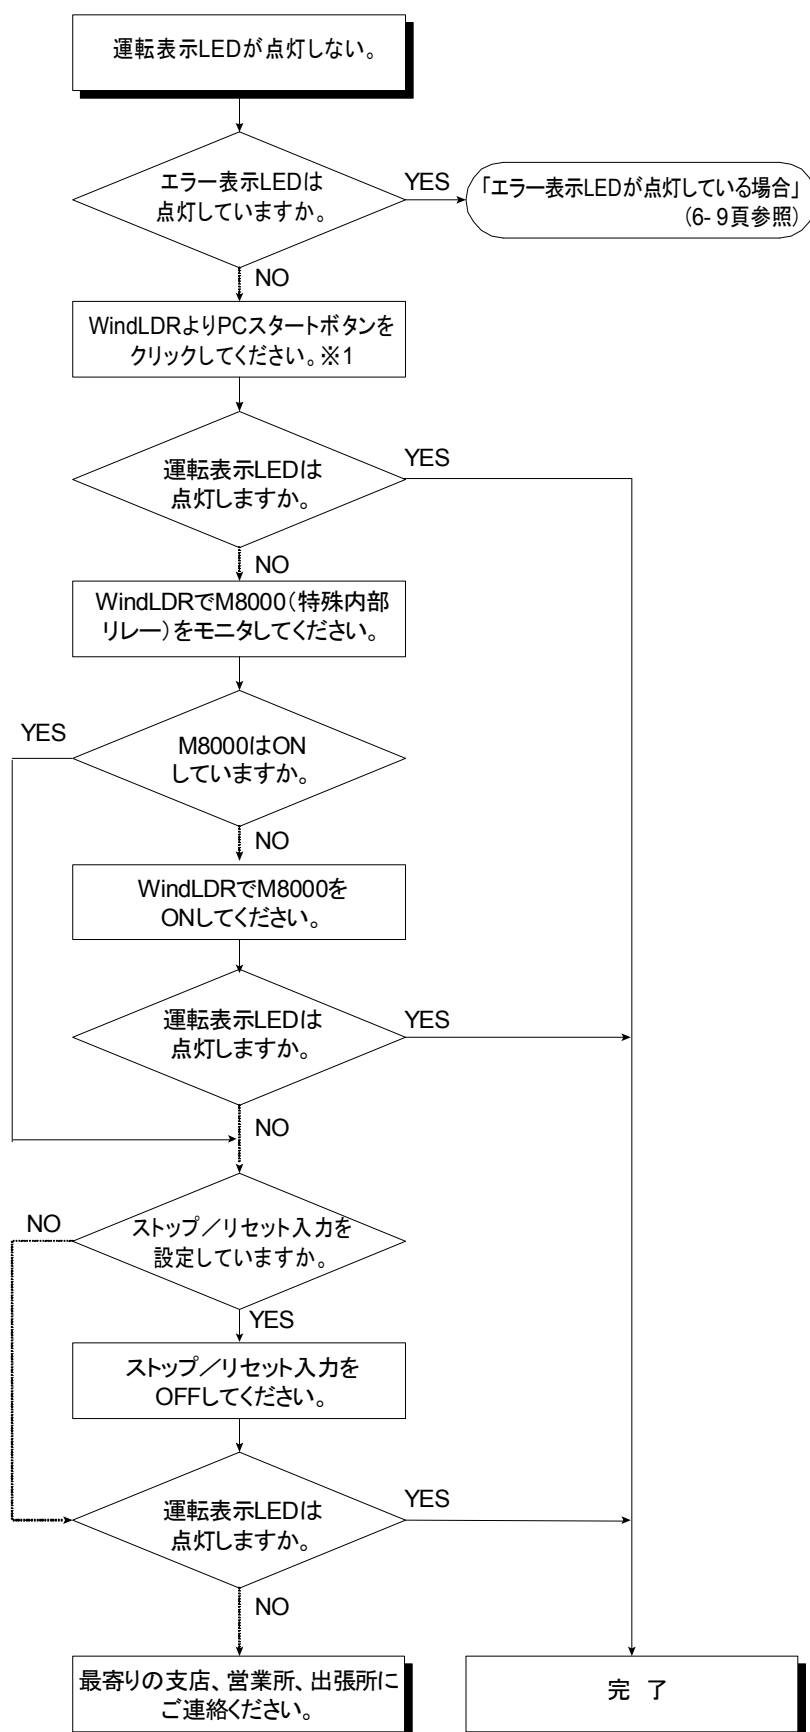 運転表示LEDが点灯しない。
エラー表示LEDは
点灯していますか。
YES
「エラー表示LEDが点灯している場合」
(6- 9頁参照)
NO
WindLDRよりPCスタートボタンを
クリックしてください。※1
運転表示LEDは
点灯しますか。
YES
NO
WindLDRでM8000(特殊内部
リレー)をモニタしてください。
YES
M8000はON
していますか。
NO
WindLDRでM8000を
ONしてください。
運転表示LEDは
点灯しますか。
YES
NO
NO
ストップ/リセット入力を
設定していますか。
YES
ストップ/リセット入力を
OFFしてください。
運転表示LEDは
点灯しますか。
YES
NO
最寄りの支店、営業所、出張所に
ご連絡ください。
完 了